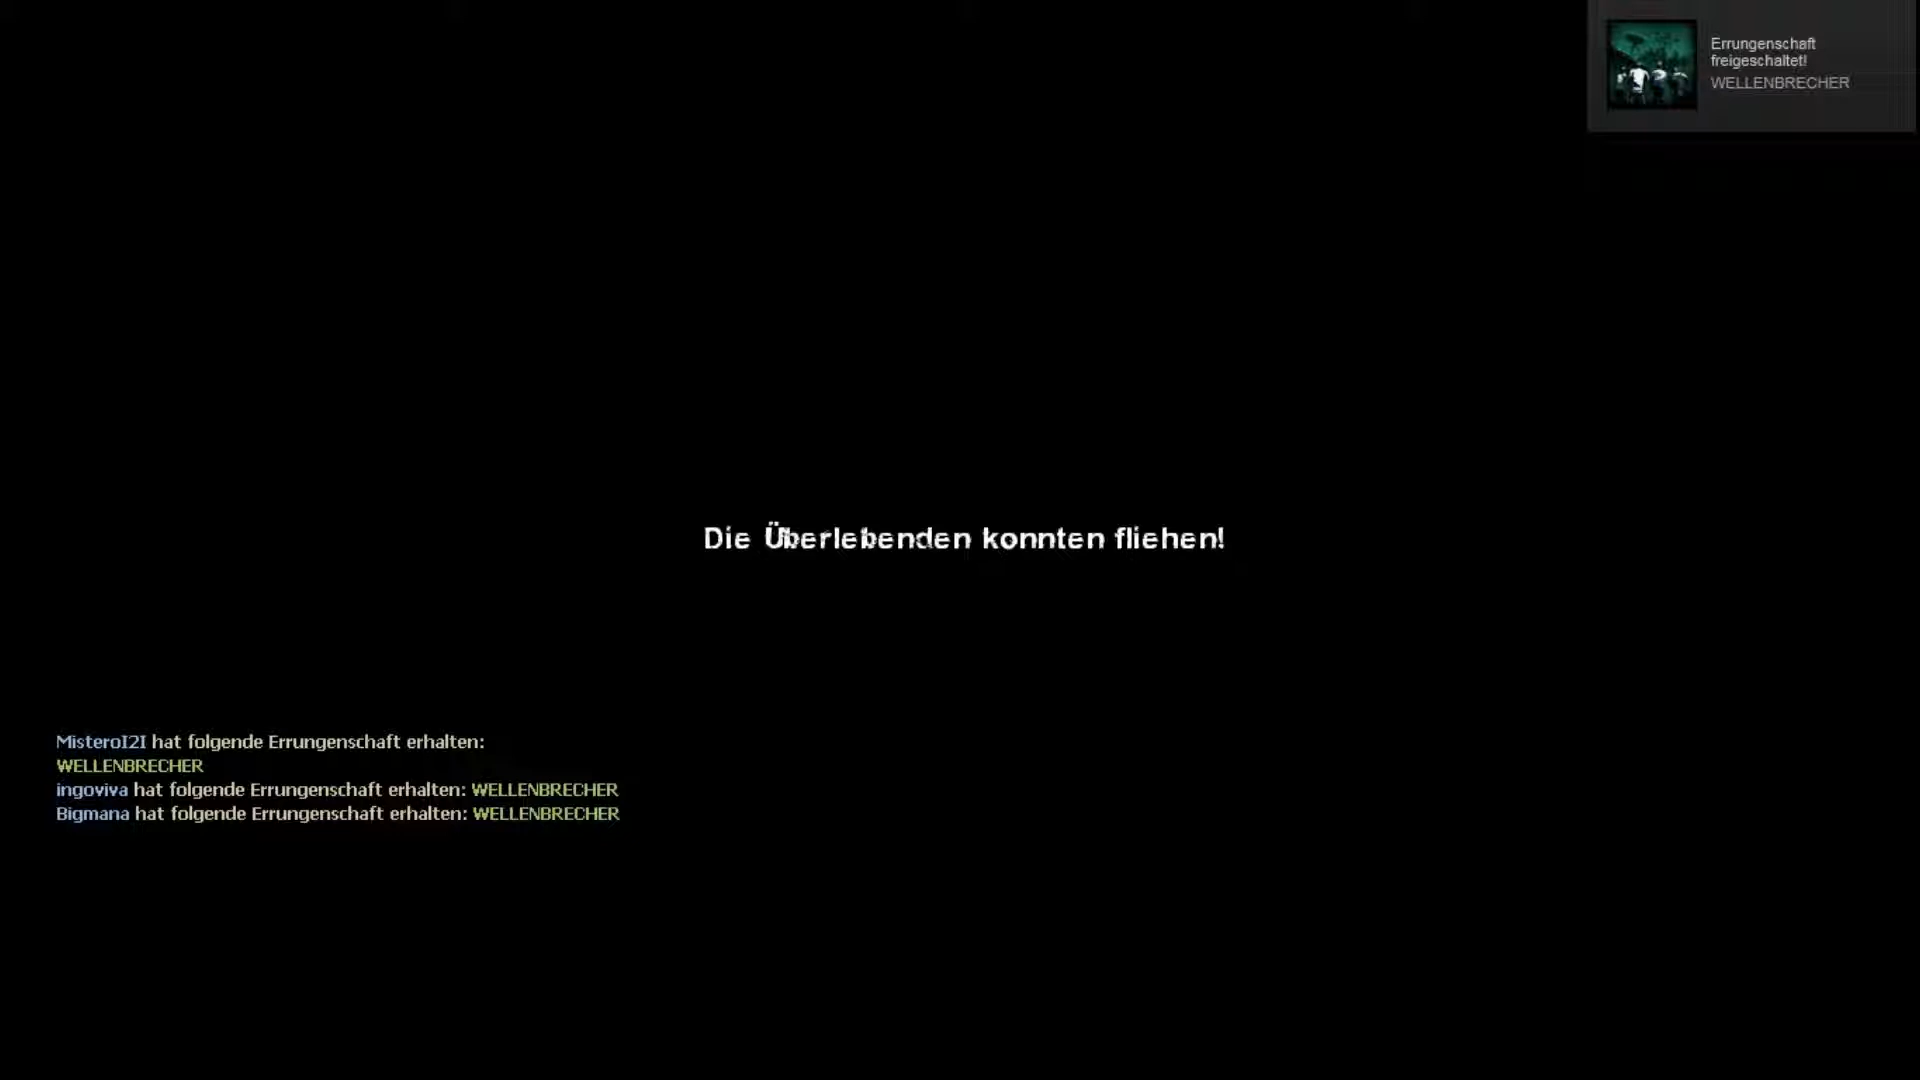 Errungenschaft
freigeschaltet!
WELLENBRECHER
Die Überlebenden konnten fliehen!
MisteroI2I hat folgende Errungenschaft erhalten:
WELLENBRECHER
ingoviva hat folgende Errungenschaft erhalten: WELLENBRECHER
Bigmana hat folgende Errungenschaft erhalten: WELLENBRECHER